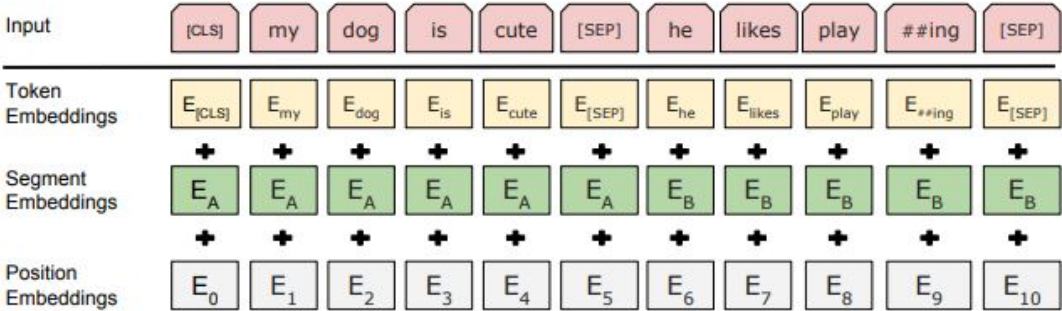 Input [CLS] my dog is cute [SEP] he likes play ##ing [SEP]
Token Embeddings E[CLS] Emy Edog Eis Ecute E[SEP] Ehe Elikes Eplay E##ing E[SEP]
Segment Embeddings EA EA EA EA EA EA EB EB EB EB EB
Position Embeddings E0 E1 E2 E3 E4 E5 E6 E7 E8 E9 E10